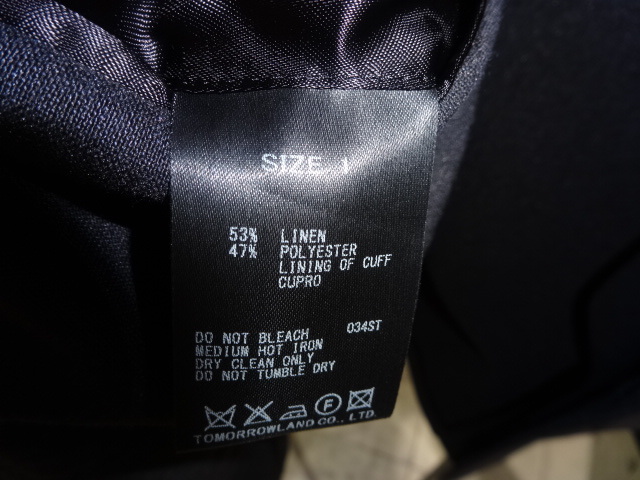 SIZE 1
53% LINEN
47% POLYESTER
LINING OF CUFF
CUPRO
DO NOT BLEACH 034ST
MEDIUM HOT IRON
DRY CLEAN ONLY
DO NOT TUMBLE DRY
F
TOMORROWLAND CO., LTD.